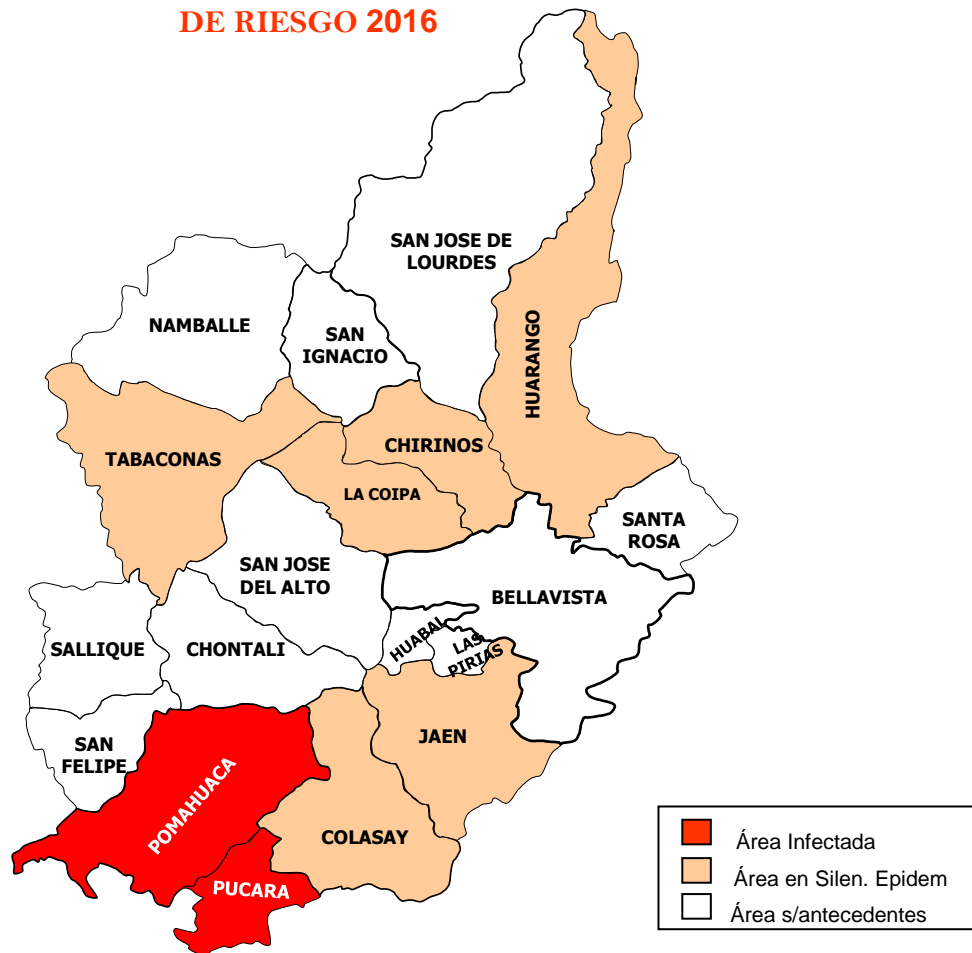 DE RIESGO 2016
SAN JOSE DE
LOURDES
NAMBALLE
SAN
IGNACIO
HUARANGO
TABACONAS
CHIRINOS
LA COIPA
SANTA
ROSA
SAN JOSE
DEL ALTO
BELLAVISTA
HUABAL
LAS
PIRIAS
SALLIQUE
CHONTALI
SAN
FELIPE
JAEN
POMAHUACA
COLASAY
PUCARA
Área Infectada
Área en Silen. Epidem
Área s/antecedentes